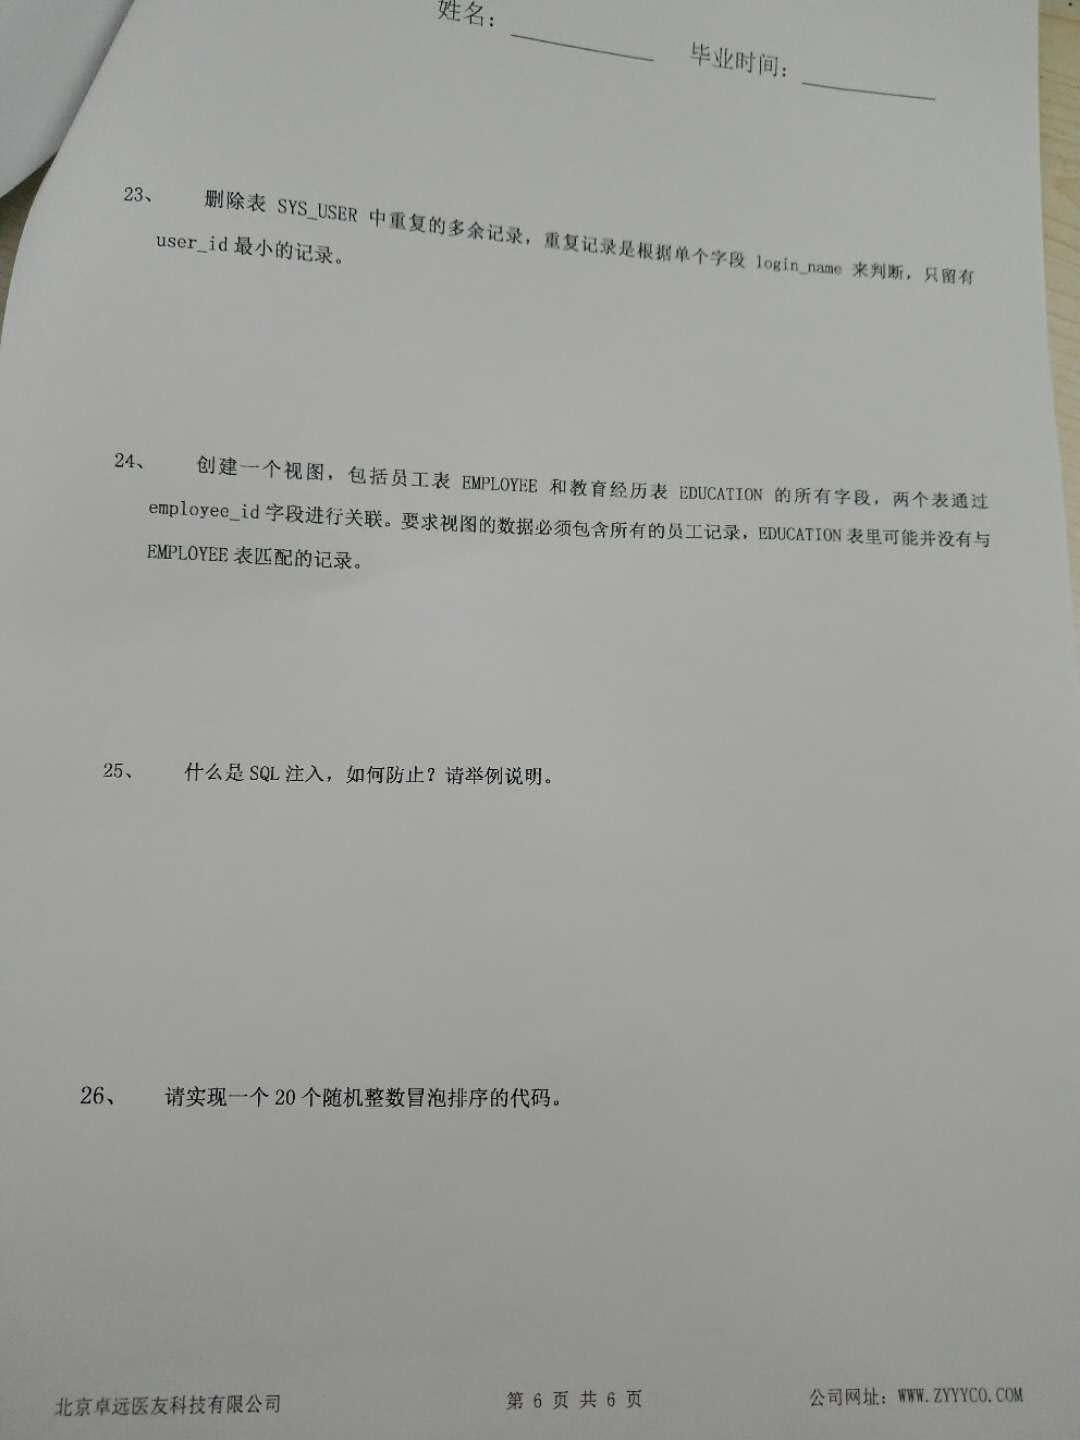 姓名：
毕业时间：
23、 删除表 SYS_USER 中重复的多余记录，重复记录是根据单个字段 login_name 来判断，只留有
user_id 最小的记录。
24、 创建一个视图，包括员工表 EMPLOYEE 和教育经历表 EDUCATION 的所有字段，两个表通过
employee_id 字段进行关联。要求视图的数据必须包含所有的员工记录，EDUCATION 表里可能并没有与
EMPLOYEE 表匹配的记录。
25、 什么是 SQL 注入，如何防止？请举例说明。
26、 请实现一个 20 个随机整数冒泡排序的代码。
北京卓远医友科技有限公司 第 6 页 共 6 页 公司网址：WWW.ZYYYCO.COM